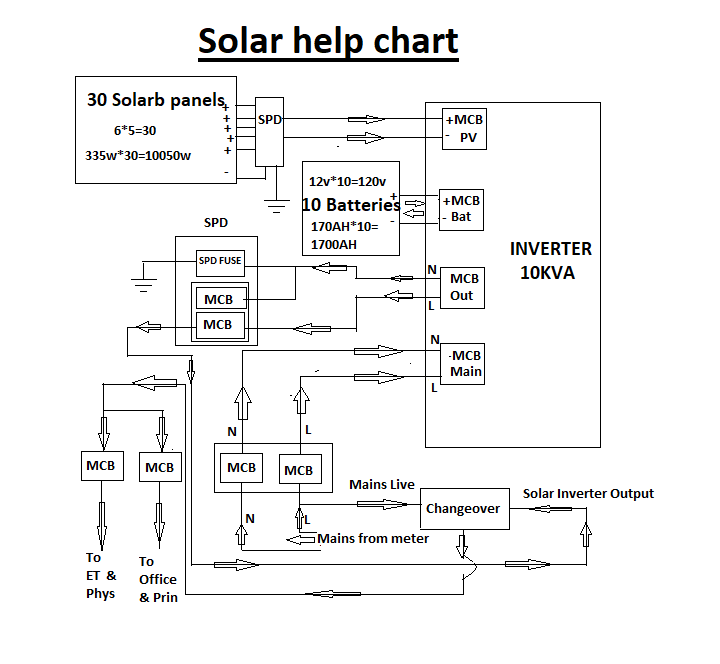 Solar help chart
30 Solarb panels
6*5=30
335w*30=10050w
+
+
+
+
+
-
SPD
+MCB
- PV
12v*10=120v
10 Batteries
170AH*10=
1700AH
+
-
+MCB
- Bat
INVERTER
10KVA
SPD
SPD FUSE
MCB
MCB
N
L
MCB
Out
N
L
-MCB
Main
N
L
MCB
MCB
MCB
MCB
Mains Live
Changeover
Solar Inverter Output
N
L
Mains from meter
To
ET &
Phys
To
Office
& Prin